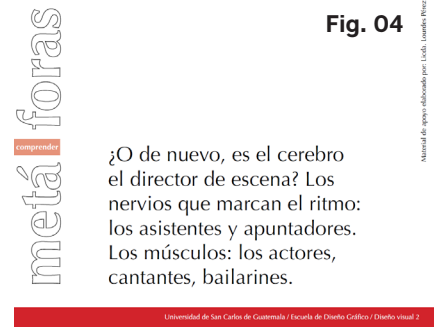 Fig. 04
metá foras
comprender
¿O de nuevo, es el cerebro
el director de escena? Los
nervios que marcan el ritmo:
los asistentes y apuntadores.
Los músculos: los actores,
cantantes, bailarines.
Material de apoyo elaborado por: Licda. Lourdes Pérez
Universidad de San Carlos de Guatemala / Escuela de Diseño Gráfico / Diseño visual 2